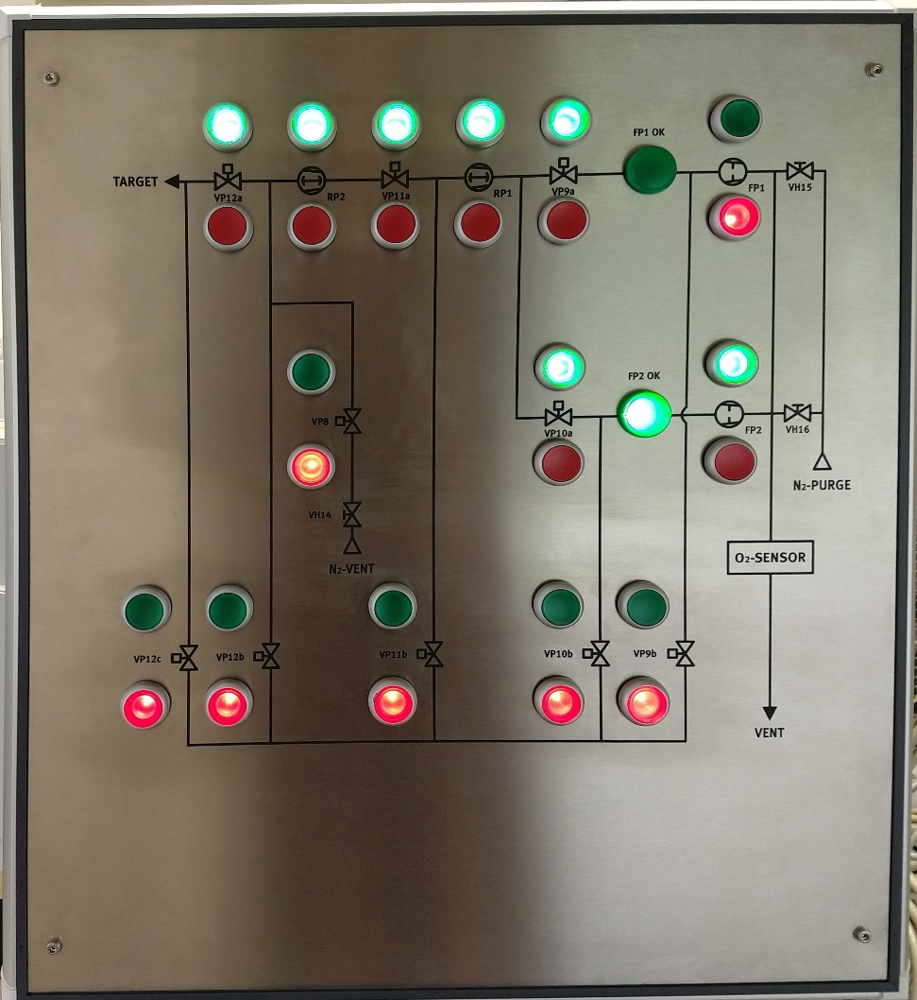 FP1 OK
TARGET
VP12a
RP2
VP11a
RP1
VP9a
FP1
VH15
FP2 OK
VP8
VP10a
FP2
VH16
N₂-PURGE
VH14
N₂-VENT
O₂-SENSOR
VP12c
VP12b
VP11b
VP10b
VP9b
VENT